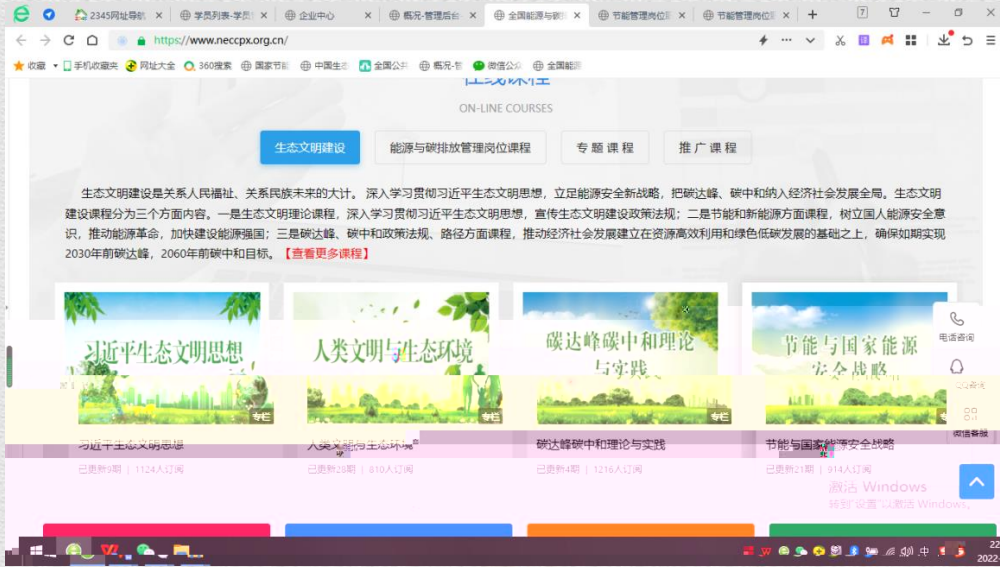 2345网址导航
学员列表-学员
企业中心
概况-管理后台
全国能源与碳
节能管理岗位
节能管理岗位
https://www.neccpx.org.cn/
收藏 手机收藏夹 网址大全 360搜索 国家节能 中国生态 全国公共 概况-管 微信公众 全国能源
在线课程
ON-LINE COURSES
生态文明建设 能源与碳排放管理岗位课程 专 题 课 程 推 广 课 程
生态文明建设是关系人民福祉、关系民族未来的大计。 深入学习贯彻习近平生态文明思想，立足能源安全新战略，把碳达峰、碳中和纳入经济社会发展全局。生态文明
建设课程分为三个方面内容。一是生态文明理论课程，深入学习贯彻习近平生态文明思想，宣传生态文明建设政策法规；二是节能和新能源方面课程，树立国人能源安全意
识，推动能源革命，加快建设能源强国；三是碳达峰、碳中和政策法规、路径方面课程，推动经济社会发展建立在资源高效利用和绿色低碳发展的基础之上，确保如期实现
2030年前碳达峰，2060年前碳中和目标。【查看更多课程】
习近平生态文明思想
人类文明与生态环境
碳达峰碳中和理论
与实践
节能与国家能源
安全战略
电话咨询
QQ咨询
微信客服
专栏 专栏 专栏
习近平生态文明思想 人类文明与生态环境 碳达峰碳中和理论与实践 节能与国家能源安全战略
已更新9期 | 1124人订阅 已更新28期 | 810人订阅 已更新4期 | 1216人订阅 已更新21期 | 914人订阅
激活 Windows
转到"设置"以激活 Windows。
中
22
2022-